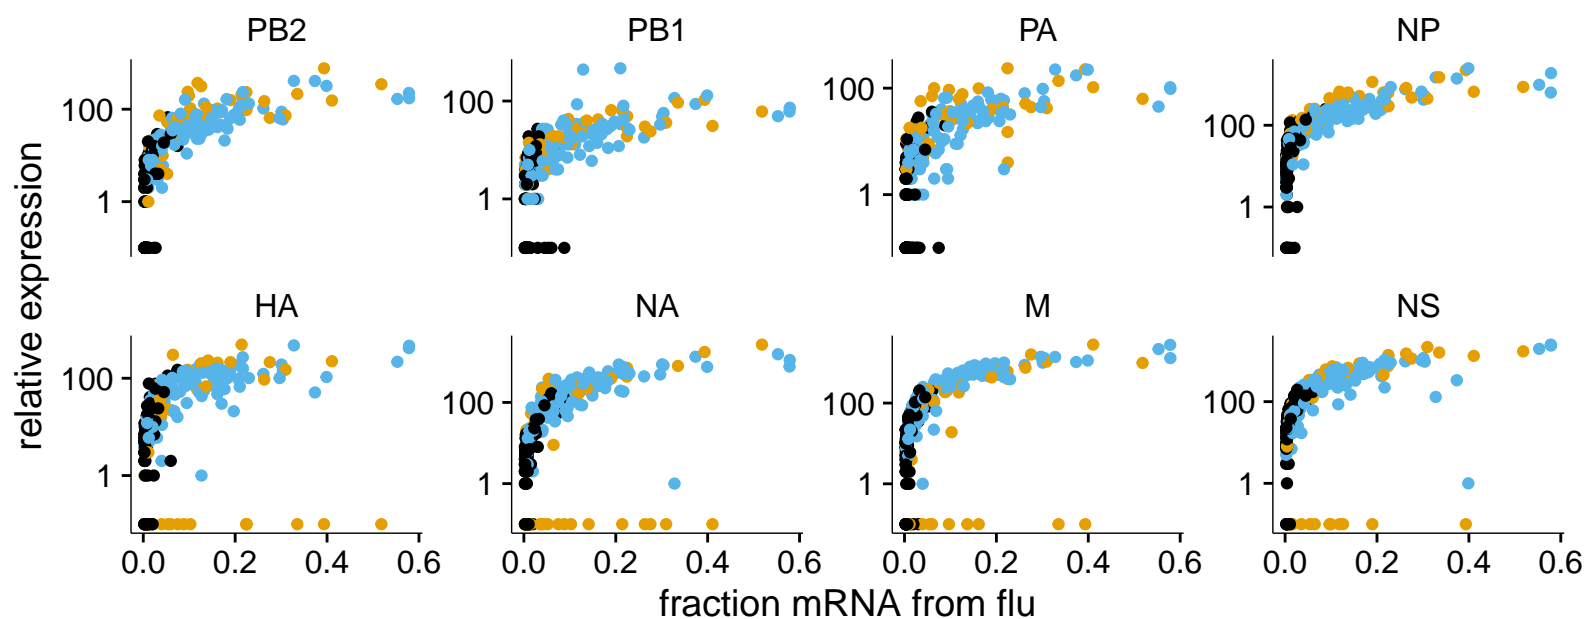 PB2 PB1 PA NP
100 100 100 100
1 1 1 1
relative expression
HA NA M NS
100 100 100 100
1 1 1 1
0.0 0.2 0.4 0.6 0.0 0.2 0.4 0.6 0.0 0.2 0.4 0.6 0.0 0.2 0.4 0.6
fraction mRNA from flu